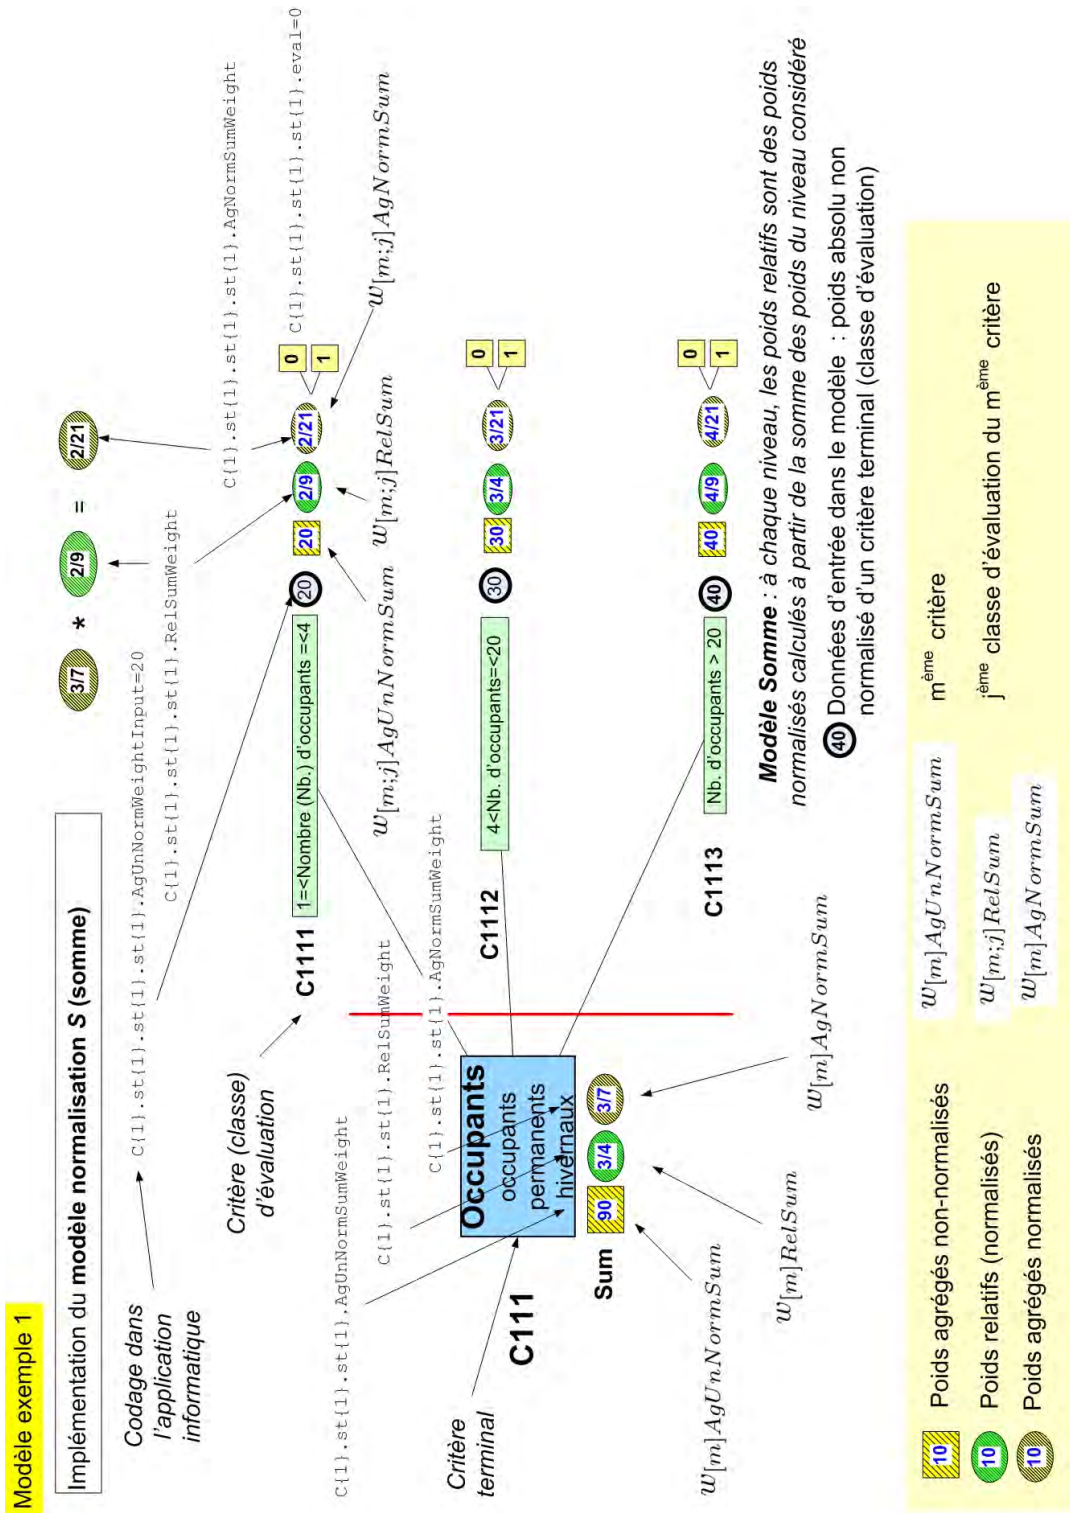 Modèle exemple 1
Implémentation du modèle normalisation S (somme)
3/7 * 2/9 = 2/21
Codage dans
l'application
informatique
C{1}.st{1}.st{1}.AgUnNormWeightInput=20
C{1}.st{1}.st{1}.RelSumWeight
C{1}.st{1}.st{1}.AgNormSumWeight
C{1}.st{1}.st{1}.eval=0
Critère (classe)
d'évaluation
C1111
1=<Nombre (Nb.) d'occupants =<4
20
20
2/9
2/21
0
1
w[m;j]AgUnNormSum
w[m;j]RelSum
w[m;j]AgNormSum
C{1}.st{1}.st{1}.AgUnNormSumWeight
C{1}.st{1}.st{1}.RelSumWeight
C{1}.st{1}.st{1}.AgNormSumWeight
Critère
terminal
C111
Occupants
occupants
permanents
hivernaux
Sum
90
3/4
3/7
w[m]AgUnNormSum
w[m]RelSum
w[m]AgNormSum
C1112
4<Nb. d'occupants=<20
30
30
3/4
3/21
0
1
C1113
Nb. d'occupants > 20
40
40
4/9
4/21
0
1
Modèle Somme : à chaque niveau, les poids relatifs sont des poids
normalisés calculés à partir de la somme des poids du niveau considéré
40 Données d'entrée dans le modèle : poids absolu non
normalisé d'un critère terminal (classe d'évaluation)
10 Poids agrégés non-normalisés w[m]AgUnNormSum mème critère
10 Poids relatifs (normalisés) w[m;j]RelSum jème classe d'évaluation du mème critère
10 Poids agrégés normalisés w[m]AgNormSum